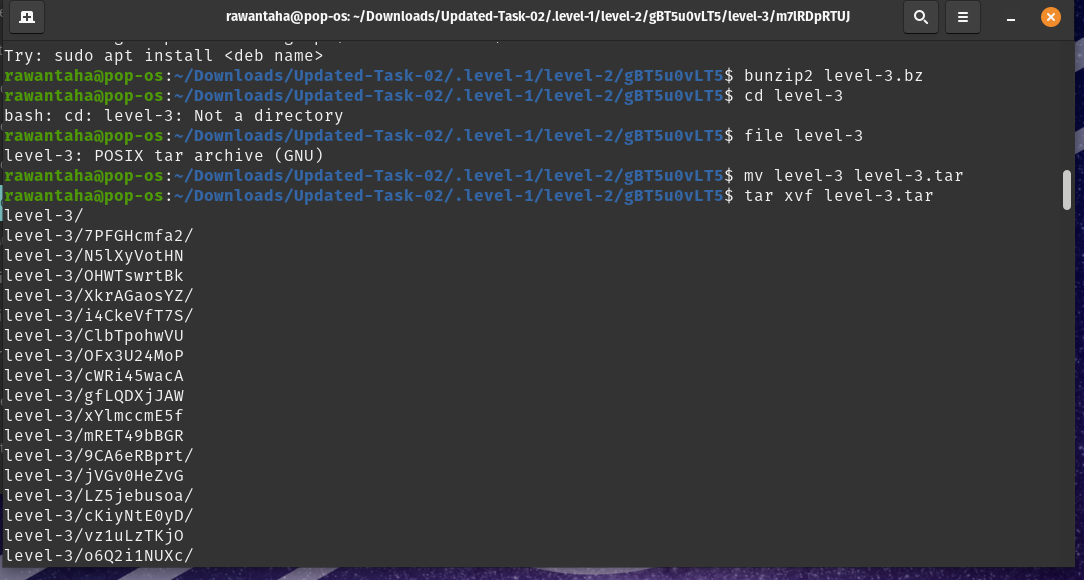 rawantaha@pop-os: ~/Downloads/Updated-Task-02/.level-1/level-2/gBT5u0vLT5/level-3/m7lRDpRTUJ
Try: sudo apt install <deb name>
rawantaha@pop-os:~/Downloads/Updated-Task-02/.level-1/level-2/gBT5u0vLT5$ bunzip2 level-3.bz
rawantaha@pop-os:~/Downloads/Updated-Task-02/.level-1/level-2/gBT5u0vLT5$ cd level-3
bash: cd: level-3: Not a directory
rawantaha@pop-os:~/Downloads/Updated-Task-02/.level-1/level-2/gBT5u0vLT5$ file level-3
level-3: POSIX tar archive (GNU)
rawantaha@pop-os:~/Downloads/Updated-Task-02/.level-1/level-2/gBT5u0vLT5$ mv level-3 level-3.tar
rawantaha@pop-os:~/Downloads/Updated-Task-02/.level-1/level-2/gBT5u0vLT5$ tar xvf level-3.tar
level-3/
level-3/7PFGHcmfa2/
level-3/N5lXyVotHN
level-3/OHWTswrtBk
level-3/XkrAGaosYZ/
level-3/i4CkeVfT7S/
level-3/ClbTpohwVU
level-3/OFx3U24MoP
level-3/cWRi45wacA
level-3/gfLQDXjJAW
level-3/xYlmccmE5f
level-3/mRET49bBGR
level-3/9CA6eRBprt/
level-3/jVGv0HeZvG
level-3/LZ5jebusoa/
level-3/cKiyNtE0yD/
level-3/vz1uLzTKjO
level-3/o6Q2i1NUXc/